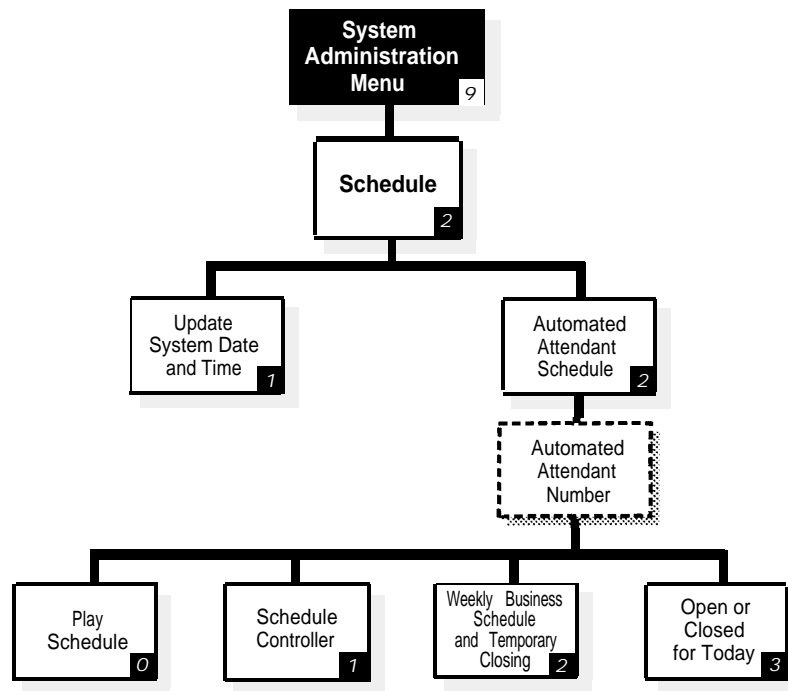 System
Administration
Menu
9
Schedule
2
Update
System Date
and Time
1
Automated
Attendant
Schedule
2
Automated
Attendant
Number
Play
Schedule
0
Schedule
Controller
1
Weekly Business
Schedule
and Temporary
Closing
2
Open or
Closed
for Today
3